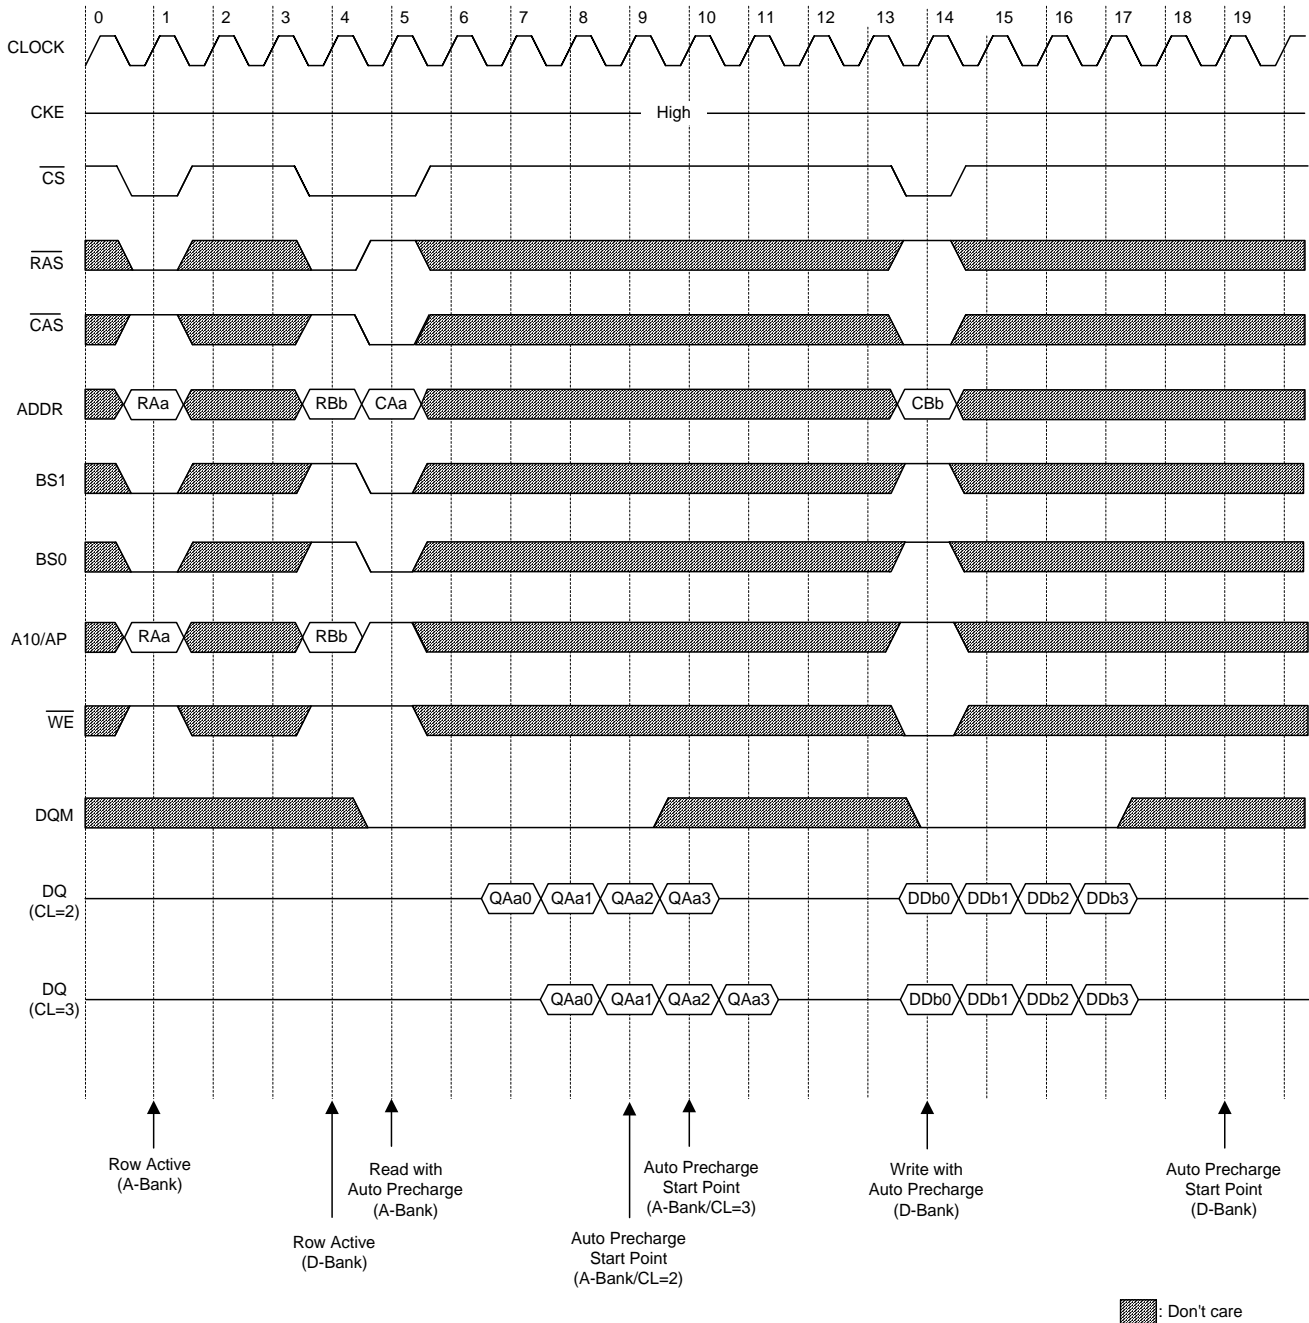 0 1 2 3 4 5 6 7 8 9 10 11 12 13 14 15 16 17 18 19
CLOCK
CKE
High
CS
RAS
CAS
ADDR
RAa RBb CAa CBb
BS1
BS0
A10/AP
RAa RBb
WE
DQM
DQ
(CL=2)
QAa0 QAa1 QAa2 QAa3 DDb0 DDb1 DDb2 DDb3
DQ
(CL=3)
QAa0 QAa1 QAa2 QAa3 DDb0 DDb1 DDb2 DDb3
Row Active
(A-Bank)
Row Active
(D-Bank)
Read with
Auto Precharge
(A-Bank)
Auto Precharge
Start Point
(A-Bank/CL=2)
Auto Precharge
Start Point
(A-Bank/CL=3)
Write with
Auto Precharge
(D-Bank)
Auto Precharge
Start Point
(D-Bank)
: Don't care